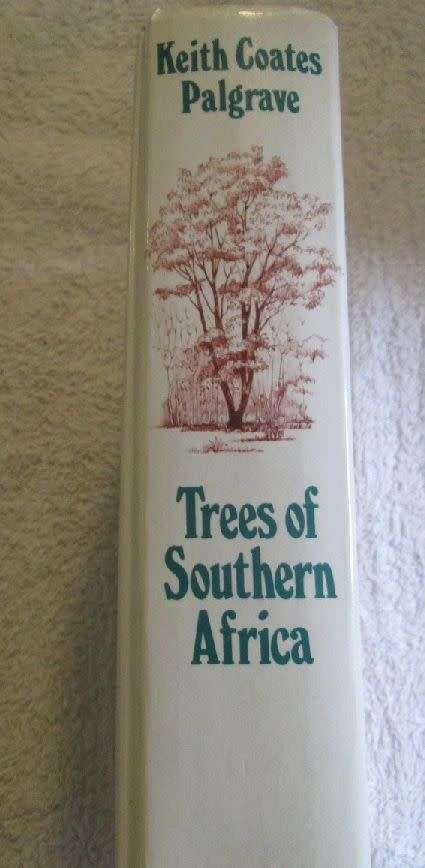 Keith Coates
Palgrave
Trees of
Southern
Africa